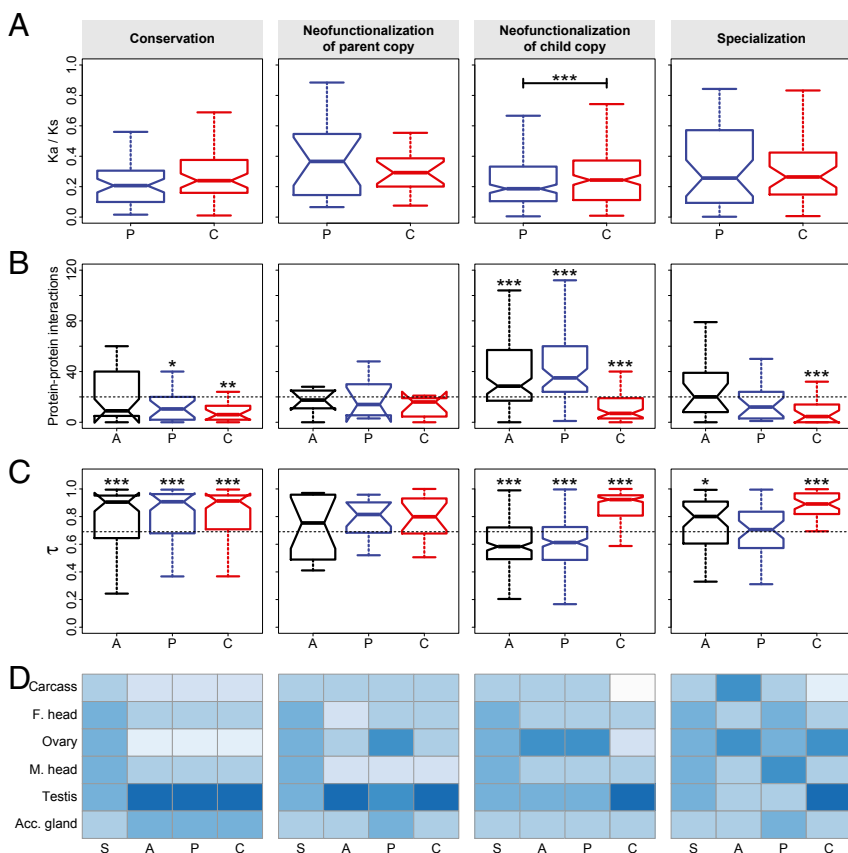 A
Conservation
Neofunctionalization
of parent copy
Neofunctionalization
of child copy
Specialization
Ka / Ks
0.0 0.2 0.4 0.6 0.8 1.0
***
P C P C P C P C
B
Protein-protein interactions
0 40 80 120
* **
*** *** ***
***
A P C A P C A P C A P C
C
τ
0.0 0.2 0.4 0.6 0.8 1.0
*** *** ***
*** *** ***
* ***
A P C A P C A P C A P C
D
Carcass
F. head
Ovary
M. head
Testis
Acc. gland
S A P C S A P C S A P C S A P C